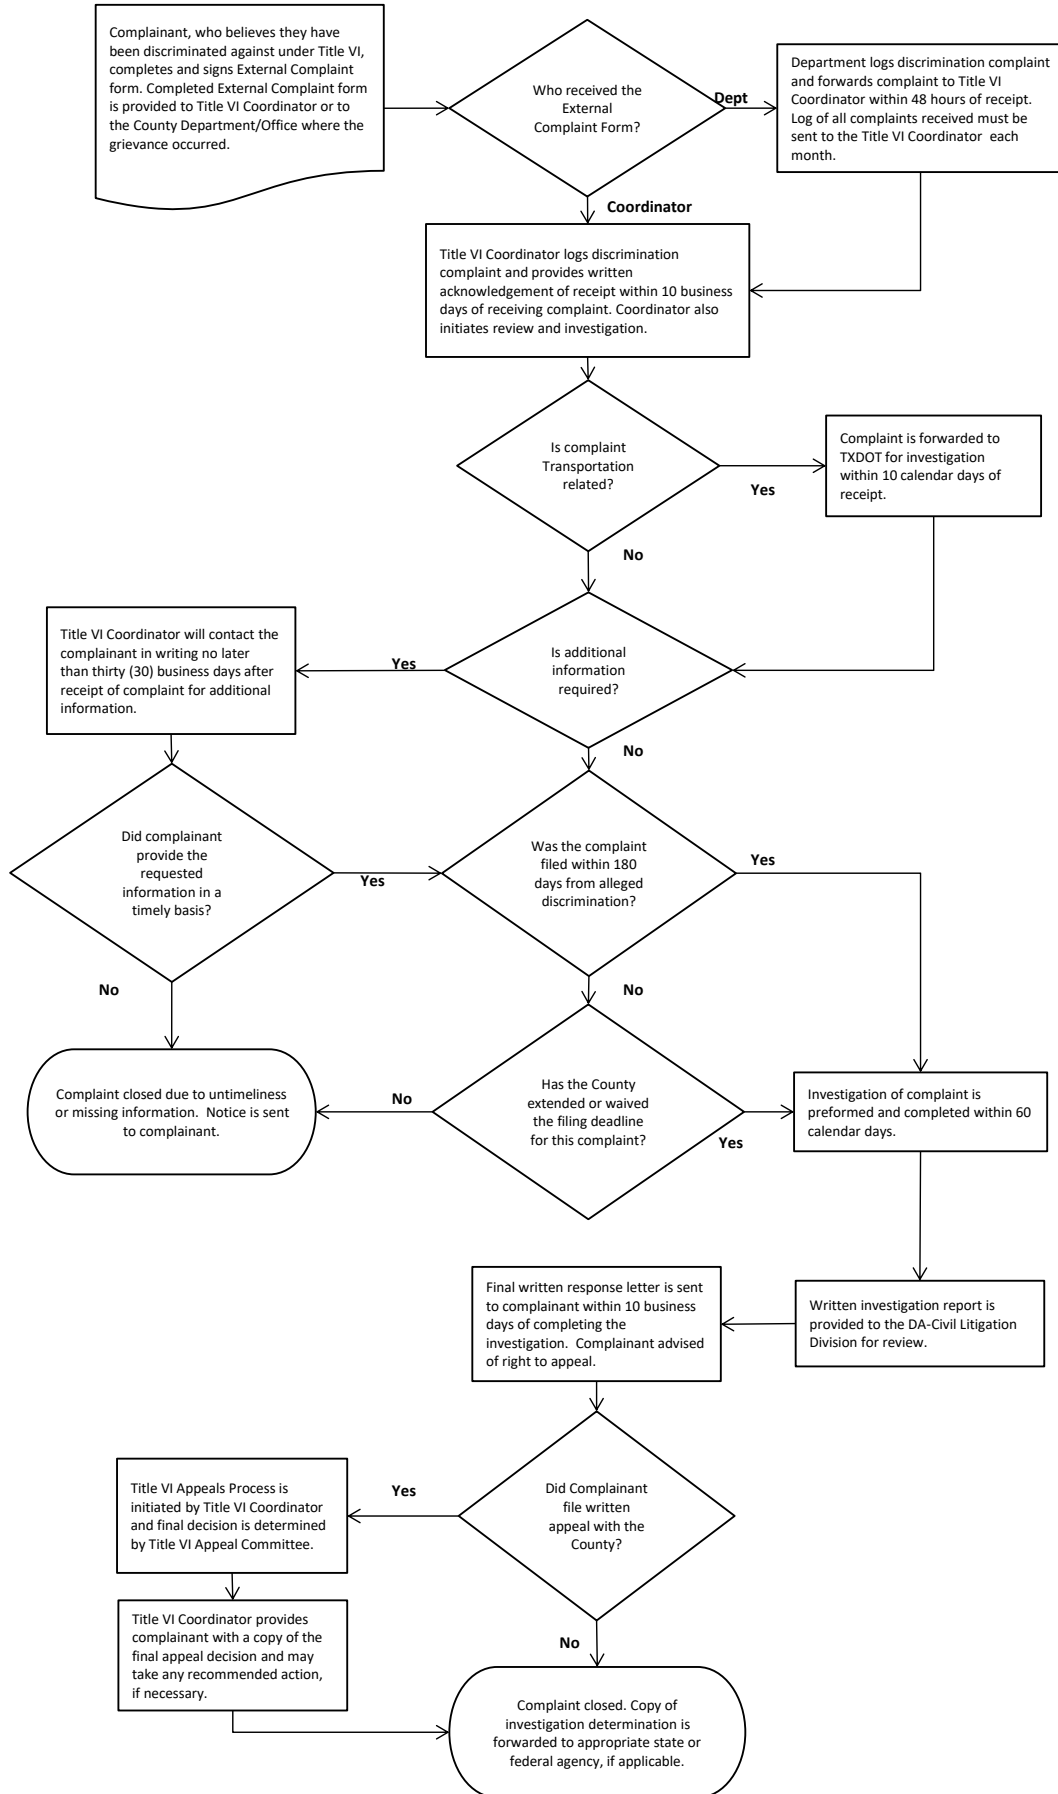 Complainant, who believes they have
been discriminated against under Title VI,
completes and signs External Complaint
form. Completed External Complaint form
is provided to Title VI Coordinator or to
the County Department/Office where the
grievance occurred.
Who received the
External
Complaint Form?
Dept
Department logs discrimination complaint
and forwards complaint to Title VI
Coordinator within 48 hours of receipt.
Log of all complaints received must be
sent to the Title VI Coordinator each
month.
Coordinator
Title VI Coordinator logs discrimination
complaint and provides written
acknowledgement of receipt within 10 business
days of receiving complaint. Coordinator also
initiates review and investigation.
Is complaint
Transportation
related?
Yes
Complaint is forwarded to
TXDOT for investigation
within 10 calendar days of
receipt.
No
Title VI Coordinator will contact the
complainant in writing no later
than thirty (30) business days after
receipt of complaint for additional
information.
Yes
Is additional
information
required?
No
Did complainant
provide the
requested
information in a
timely basis?
Yes
Was the complaint
filed within 180
days from alleged
discrimination?
Yes
No
No
Complaint closed due to untimeliness
or missing information. Notice is sent
to complainant.
No
Has the County
extended or waived
the filing deadline
for this complaint?
Yes
Investigation of complaint is
preformed and completed within 60
calendar days.
Final written response letter is sent
to complainant within 10 business
days of completing the
investigation. Complainant advised
of right to appeal.
Written investigation report is
provided to the DA-Civil Litigation
Division for review.
Title VI Appeals Process is
initiated by Title VI Coordinator
and final decision is determined
by Title VI Appeal Committee.
Yes
Did Complainant
file written
appeal with the
County?
Title VI Coordinator provides
complainant with a copy of the
final appeal decision and may
take any recommended action,
if necessary.
No
Complaint closed. Copy of
investigation determination is
forwarded to appropriate state or
federal agency, if applicable.